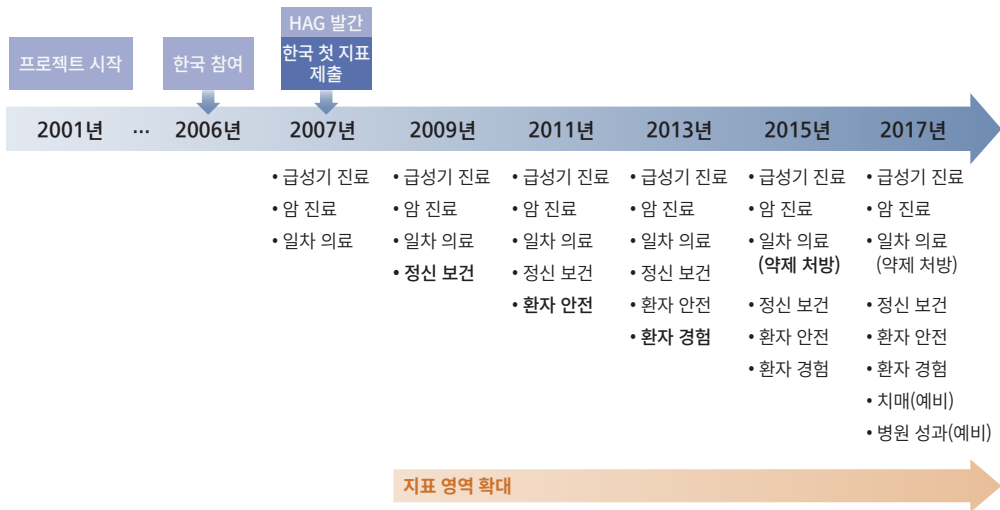 HAG 발간
프로젝트 시작
한국 참여
한국 첫 지표
제출
2001년 ... 2006년 2007년 2009년 2011년 2013년 2015년 2017년
• 급성기 진료
• 암 진료
• 일차 의료
• 급성기 진료
• 암 진료
• 일차 의료
• 정신 보건
• 급성기 진료
• 암 진료
• 일차 의료
• 정신 보건
• 환자 안전
• 급성기 진료
• 암 진료
• 일차 의료
• 정신 보건
• 환자 안전
• 환자 경험
• 급성기 진료
• 암 진료
• 일차 의료
(약제 처방)
• 정신 보건
• 환자 안전
• 환자 경험
• 급성기 진료
• 암 진료
• 일차 의료
(약제 처방)
• 정신 보건
• 환자 안전
• 환자 경험
• 치매(예비)
• 병원 성과(예비)
지표 영역 확대